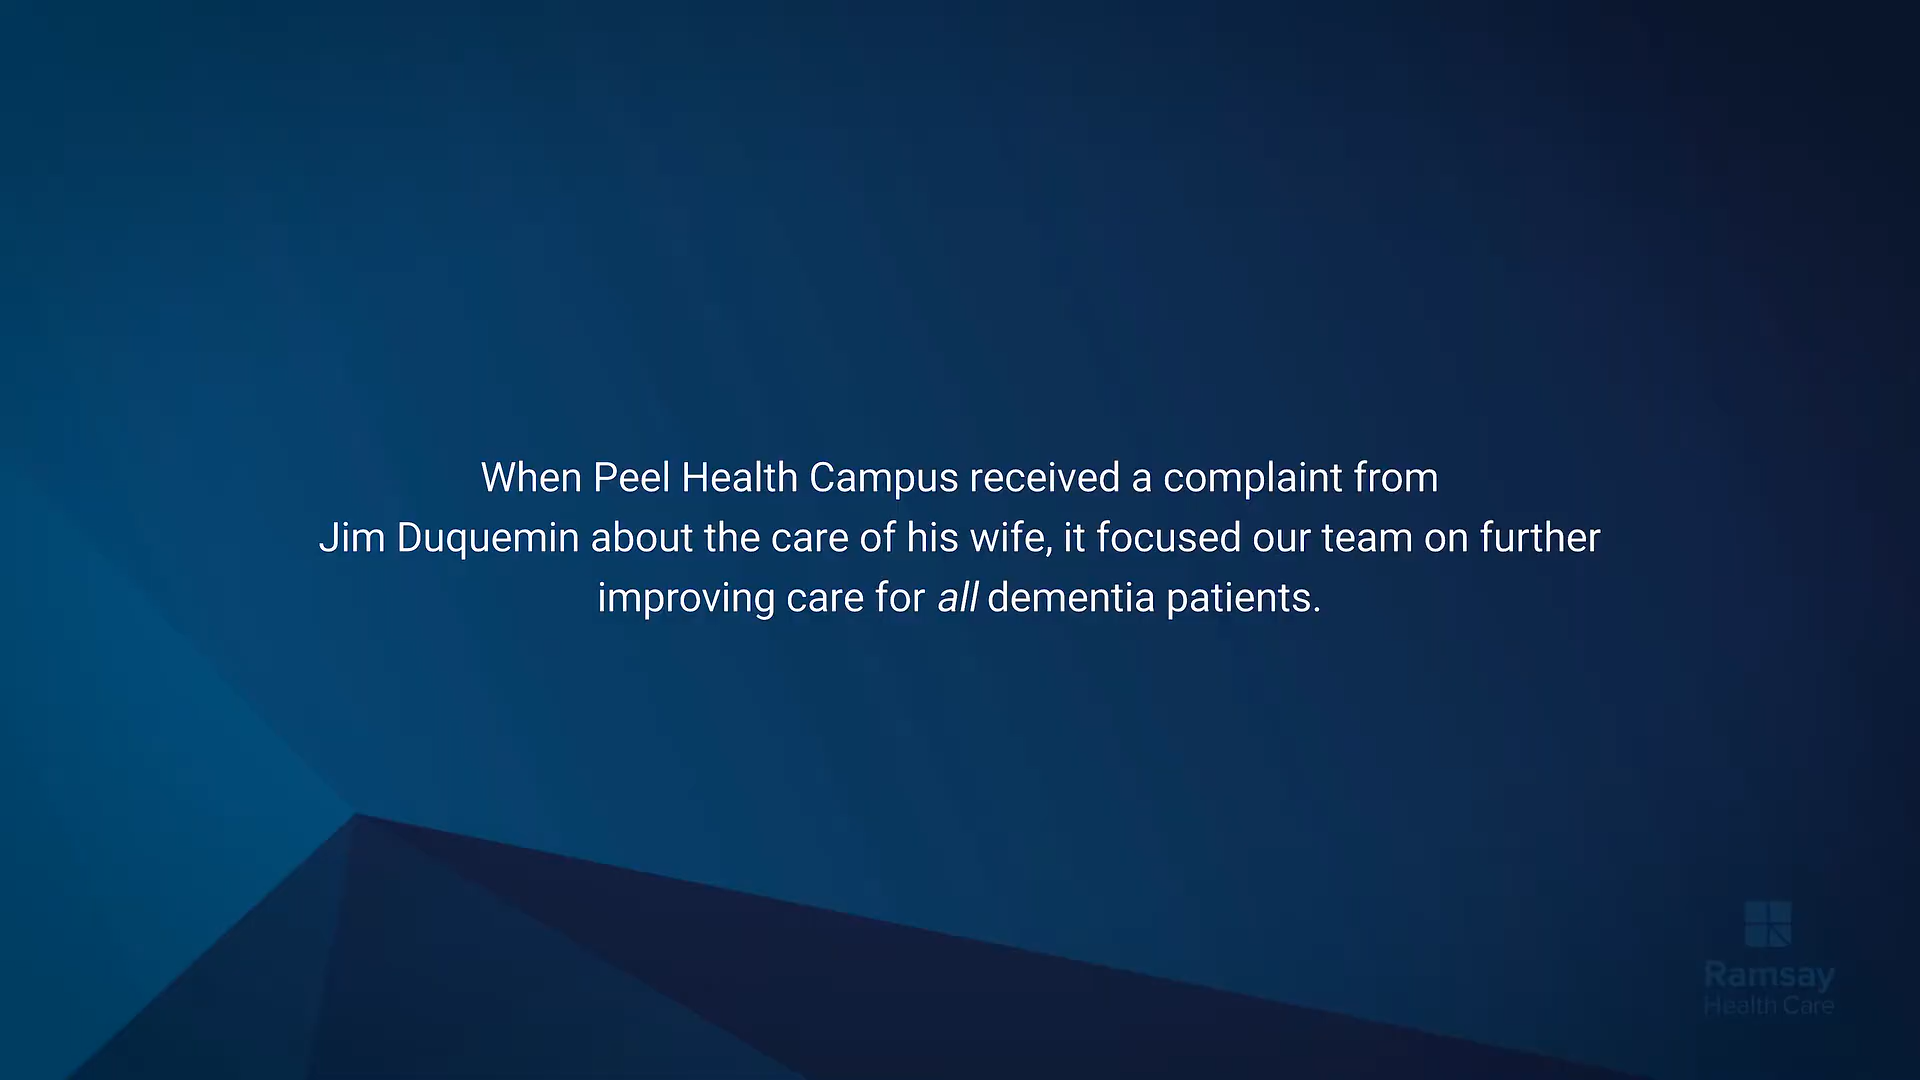 When Peel Health Campus received a complaint from
Jim Duquemin about the care of his wife, it focused our team on further
improving care for all dementia patients.
Ramsay
Health Care